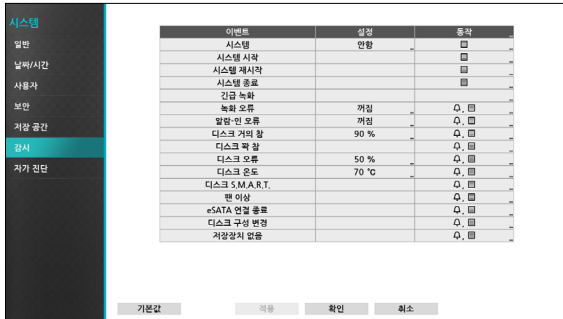 시스템
일반
날짜/시간
사용자
보안
저장 공간
감시
자가 진단
이벤트 설정 동작
시스템 안함
시스템 시작
시스템 재시작
시스템 종료
긴급 녹화
녹화 오류 꺼짐
알람-인 오류 꺼짐
디스크 거의 참 90 %
디스크 꽉 참
디스크 오류 50 %
디스크 온도 70 ℃
디스크 S.M.A.R.T.
팬 이상
eSATA 연결 종료
디스크 구성 변경
저장장치 없음
기본값 적용 확인 취소